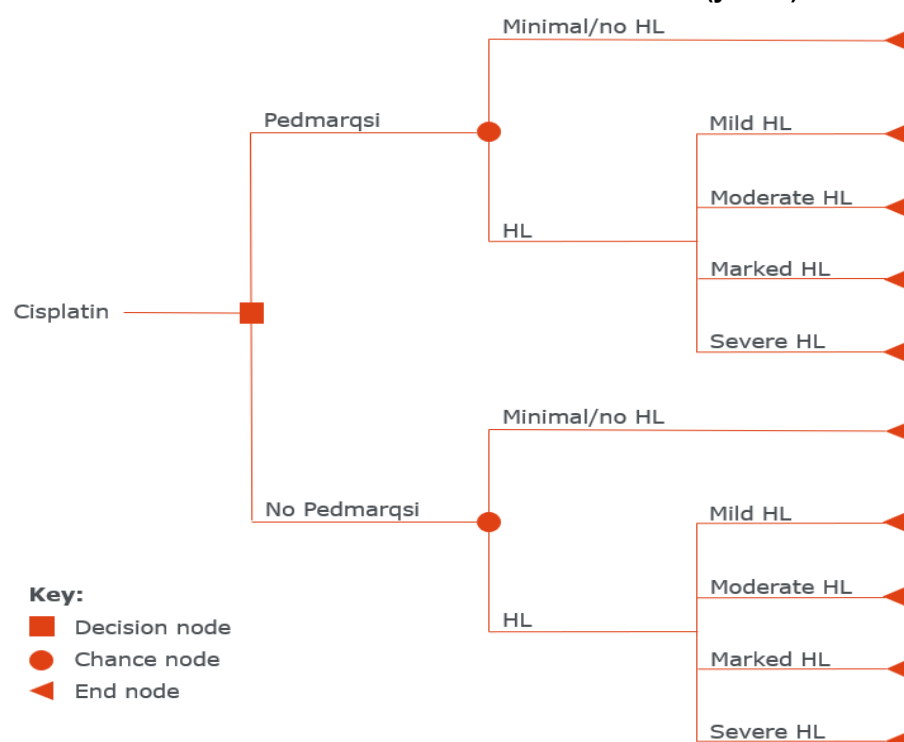 Minimal/no HL
Pedmarqsi
Mild HL
Moderate HL
HL
Marked HL
Cisplatin
Severe HL
Minimal/no HL
No Pedmarqsi
Mild HL
Key:
Moderate HL
Decision node
HL
Chance node
Marked HL
End node
Severe HL